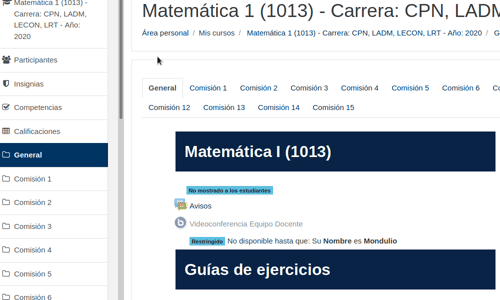 Matemática 1 (1013) -
Carrera: CPN, LADM,
LECON, LRT - Año:
2020
Participantes
Insignias
Competencias
Calificaciones
General
Comisión 1
Comisión 2
Comisión 3
Comisión 4
Comisión 5
Comisión 6
Matemática 1 (1013) - Carrera: CPN, LADM
Área personal / Mis cursos / Matemática 1 (1013) - Carrera: CPN, LADM, LECON, LRT - Año: 2020 / G
General Comisión 1 Comisión 2 Comisión 3 Comisión 4 Comisión 5 Comisión 6 Co
Comisión 12 Comisión 13 Comisión 14 Comisión 15
Matemática I (1013)
No mostrado a los estudiantes
Avisos
Videoconferencia Equipo Docente
Restringido No disponible hasta que: Su Nombre es Mondulio
Guías de ejercicios